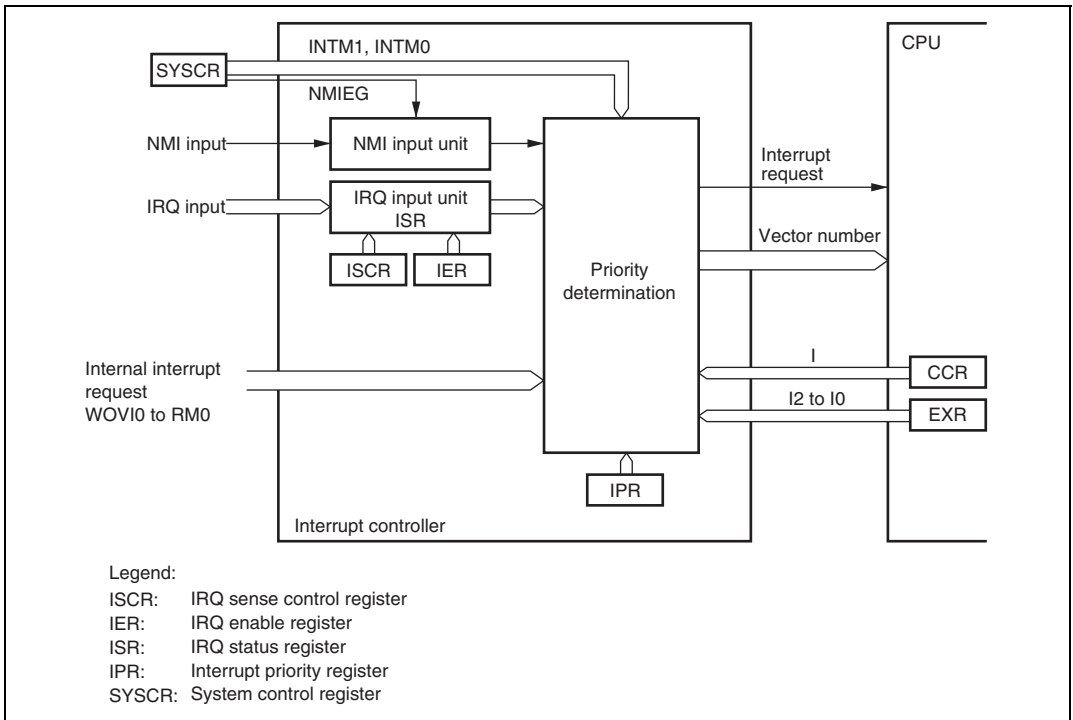 INTM1, INTM0
CPU
SYSCR
NMIEG
NMI input
NMI input unit
Interrupt
request
IRQ input
IRQ input unit
ISR
Vector number
ISCR
IER
Priority
determination
Internal interrupt
request
WOVI0 to RM0
I
CCR
I2 to I0
EXR
IPR
Interrupt controller
Legend:
ISCR: IRQ sense control register
IER: IRQ enable register
ISR: IRQ status register
IPR: Interrupt priority register
SYSCR: System control register